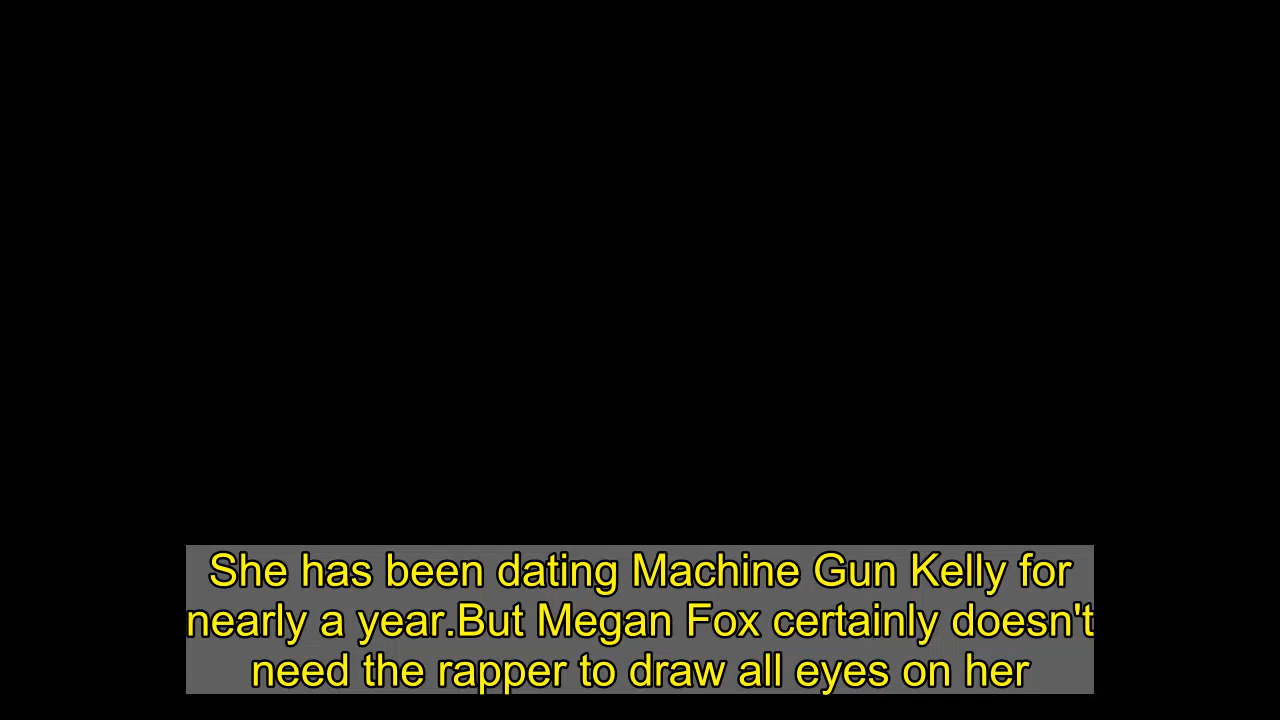 She has been dating Machine Gun Kelly for
nearly a year.But Megan Fox certainly doesn't
need the rapper to draw all eyes on her